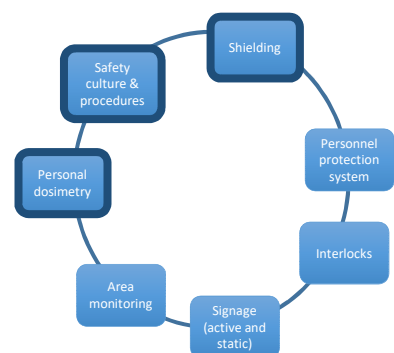 Shielding
Personnel
protection
system
Interlocks
Signage
(active and
static)
Area
monitoring
Personal
dosimetry
Safety
culture &
procedures